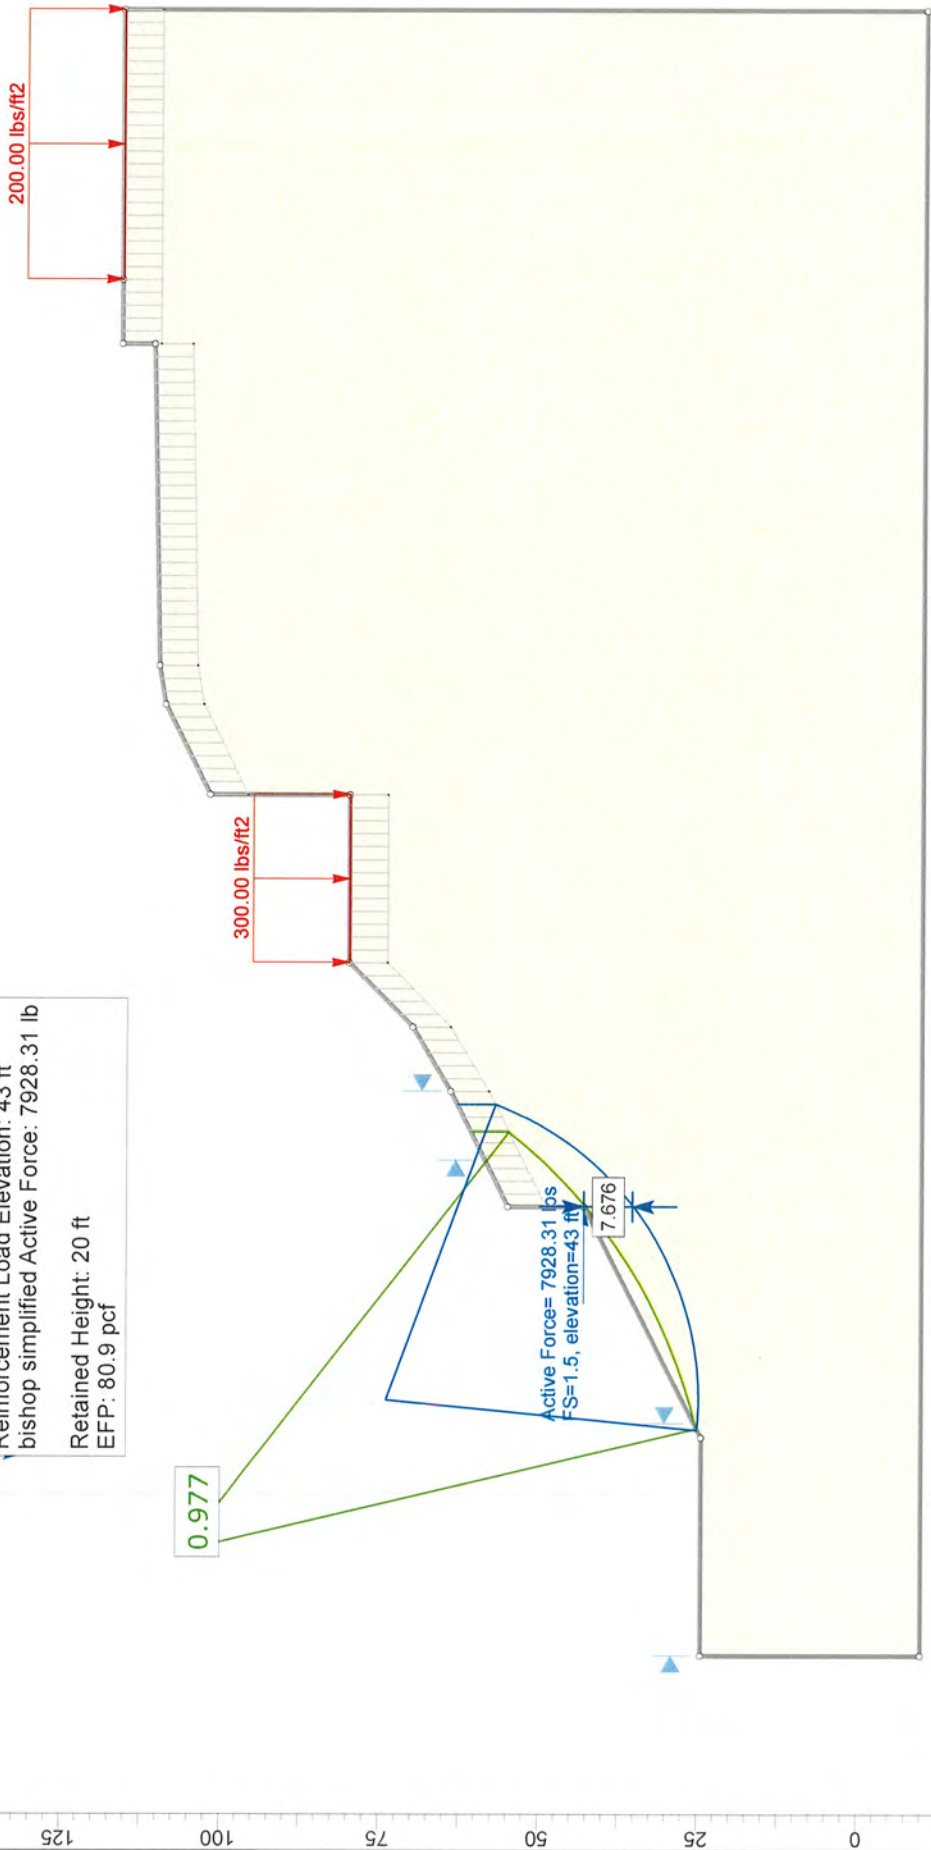 Reinforcement Load Elevation: 43 ft
bishop simplified Active Force: 7928.31 lb
Retained Height: 20 ft
EFP: 80.9 pcf
200.00 lbs/ft2
300.00 lbs/ft2
0.977
Active Force= 7928.31 lbs
FS=1.5, elevation=43 ft
7.676
125
100
75
50
25
0